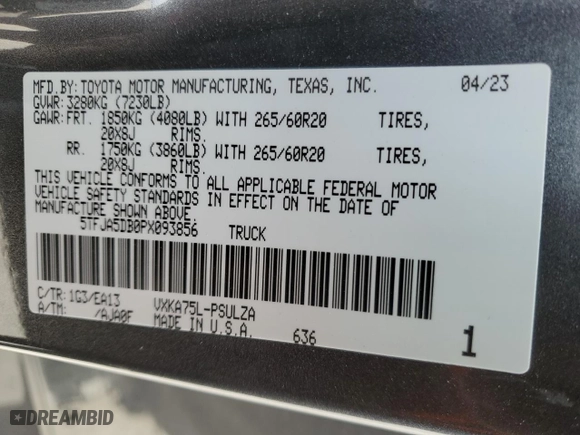 MFD.BY: TOYOTA MOTOR MANUFACTURING, TEXAS, INC. 04/23
GVWR: 3280KG (7230LB)
GAWR: FRT. 1850KG (4080LB) WITH 265/60R20 TIRES,
20X8J RIMS.
RR. 1750KG (3860LB) WITH 265/60R20 TIRES,
20X8J RIMS.
THIS VEHICLE CONFORMS TO ALL APPLICABLE FEDERAL MOTOR
VEHICLE SAFETY STANDARDS IN EFFECT ON THE DATE OF
MANUFACTURE SHOWN ABOVE.
5TFJA5DB0PX093856 TRUCK
C/TR: 1G3/EA13 VXKA75L-PSULZA
A/TM: /AJA0F MADE IN U.S.A. 636 1
DREAMBID